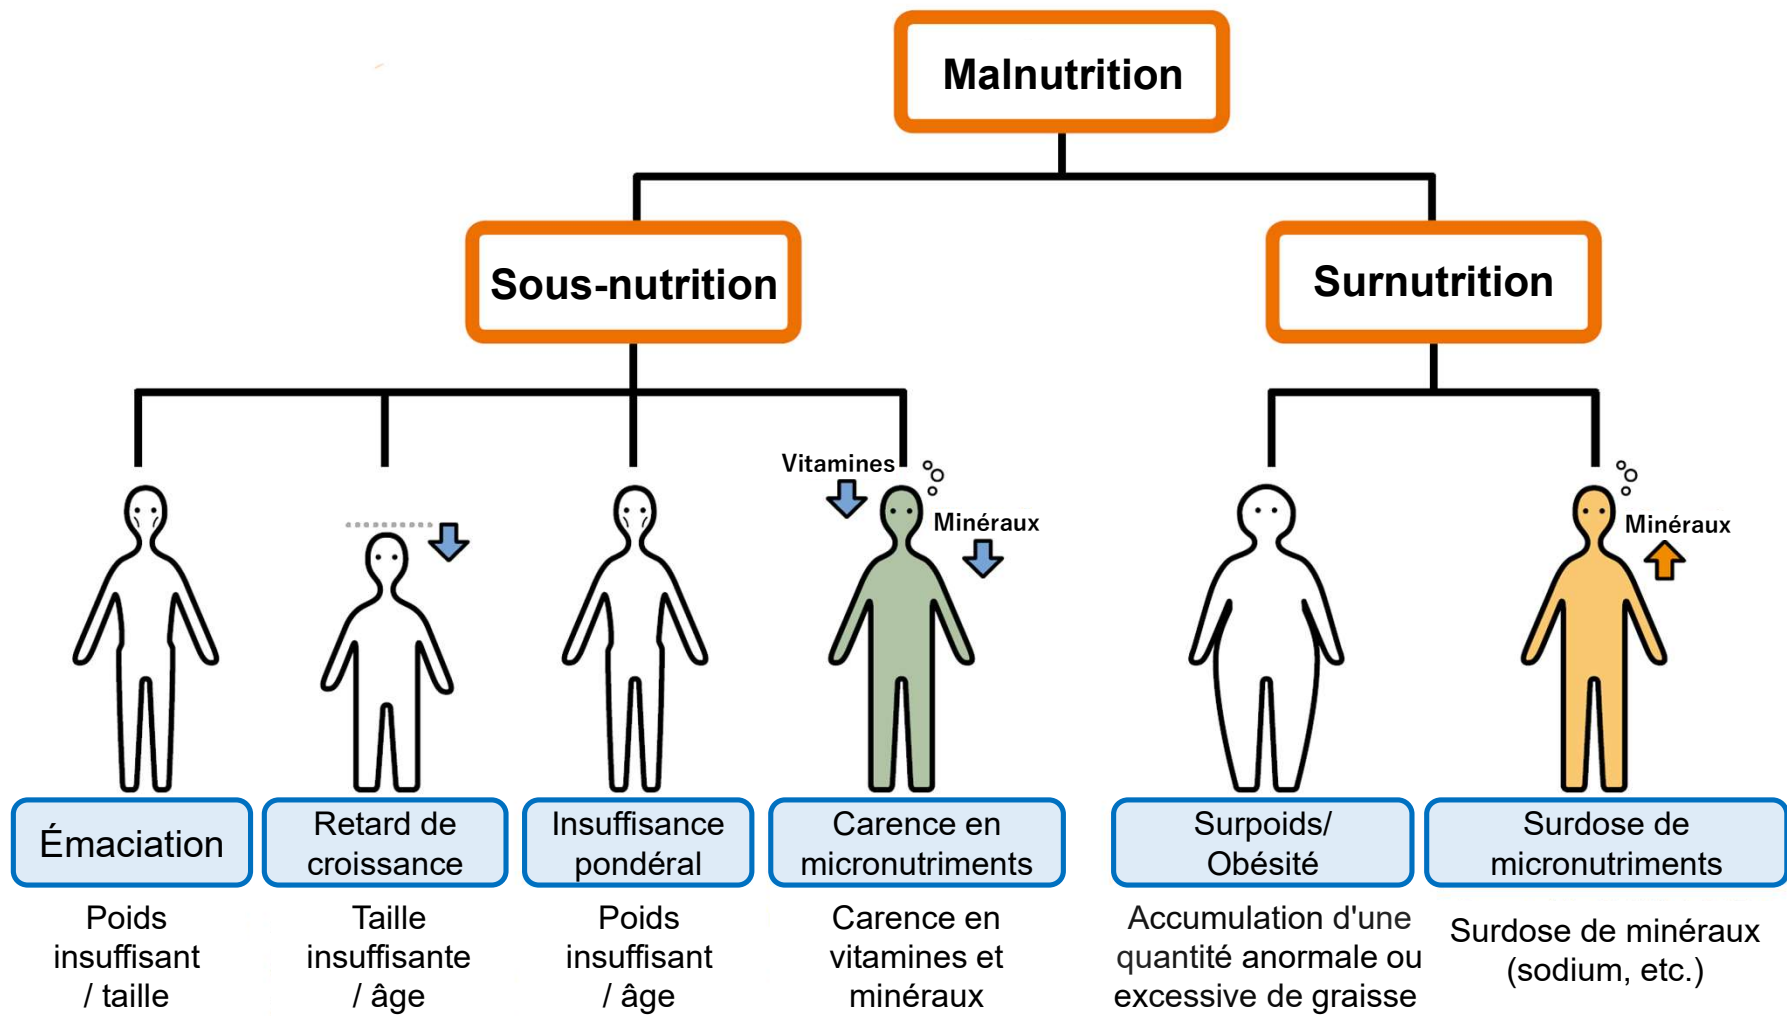 Malnutrition
Sous-nutrition
Surnutrition
Vitamines
Minéraux
Minéraux
Émaciation
Retard de
croissance
Insuffisance
pondéral
Carence en
micronutriments
Surpoids/
Obésité
Surdose de
micronutriments
Poids
insuffisant
/ taille
Taille
insuffisante
/ âge
Poids
insuffisant
/ âge
Carence en
vitamines et
minéraux
Accumulation d'une
quantité anormale ou
excessive de graisse
Surdose de minéraux
(sodium, etc.)